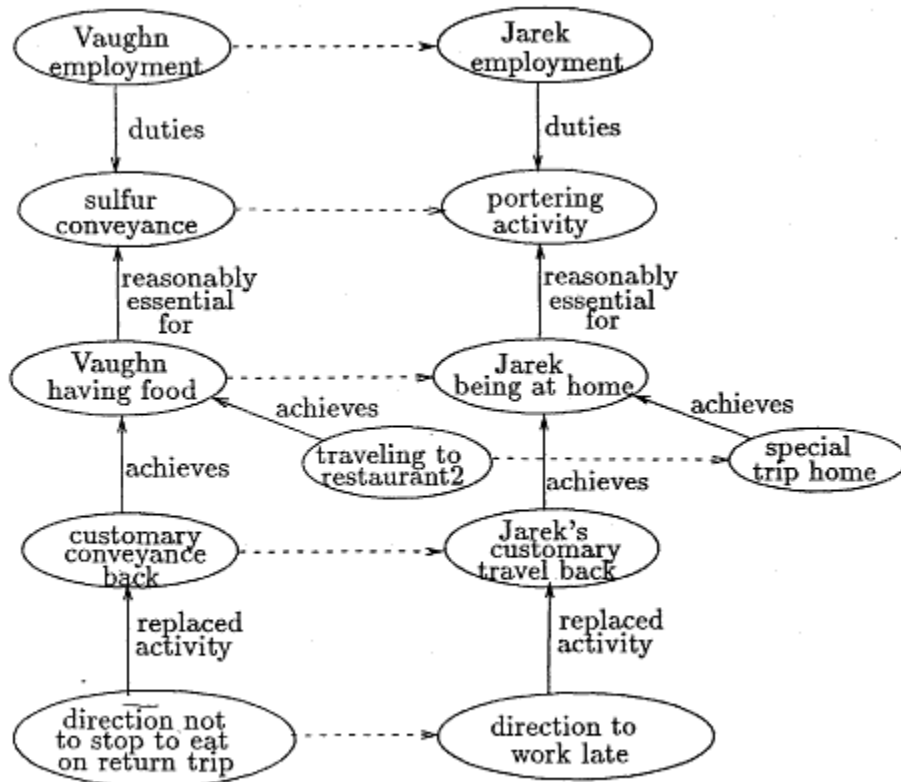 Vaughn
employment
Jarek
employment
duties
duties
sulfur
conveyance
portering
activity
reasonably
essential
for
reasonably
essential
for
Vaughn
having food
Jarek
being at home
achieves
achieves
traveling to
restaurant2
special
trip home
achieves
achieves
customary
conveyance
back
Jarek's
customary
travel back
replaced
activity
replaced
activity
direction not
to stop to eat
on return trip
direction to
work late